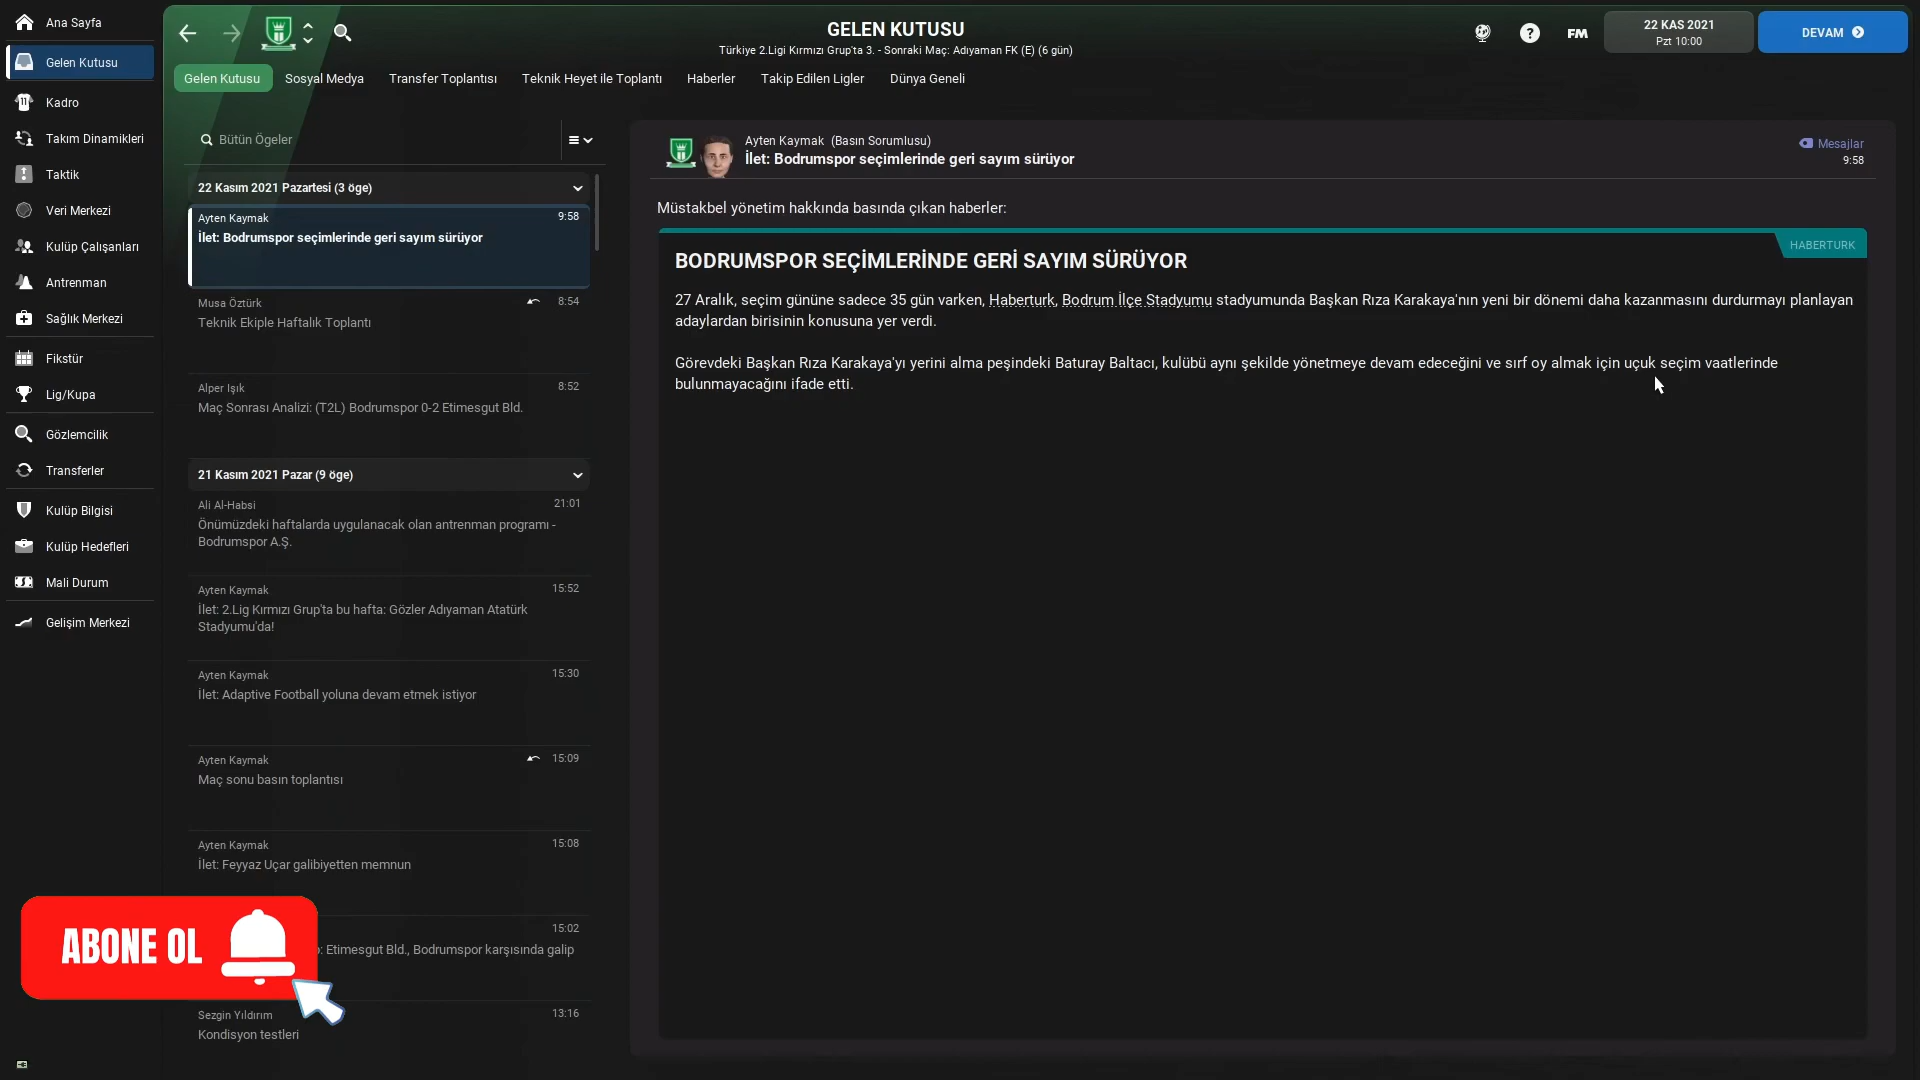 Ana Sayfa
Gelen Kutusu
Kadro
Takım Dinamikleri
Taktik
Veri Merkezi
Kulüp Çalışanları
Antrenman
Sağlık Merkezi
Fikstür
Lig/Kupa
Gözlemcilik
Transferler
Kulüp Bilgisi
Kulüp Hedefleri
Mali Durum
Gelişim Merkezi
GELEN KUTUSU
Türkiye 2.Ligi Kırmızı Grup'ta 3. - Sonraki Maç: Adıyaman FK (E) (6 gün)
FM
22 KAS 2021
Pzt 10:00
DEVAM
Gelen Kutusu
Sosyal Medya
Transfer Toplantısı
Teknik Heyet ile Toplantı
Haberler
Takip Edilen Ligler
Dünya Geneli
Bütün Ögeler
22 Kasım 2021 Pazartesi (3 öge)
Ayten Kaymak 9:58
İlet: Bodrumspor seçimlerinde geri sayım sürüyor
Musa Öztürk 8:54
Teknik Ekiple Haftalık Toplantı
Alper Işık 8:52
Maç Sonrası Analizi: (T2L) Bodrumspor 0-2 Etimesgut Bld.
21 Kasım 2021 Pazar (9 öge)
Ali Al-Habsi 21:01
Önümüzdeki haftalarda uygulanacak olan antrenman programı -
Bodrumspor A.Ş.
Ayten Kaymak 15:52
İlet: 2.Lig Kırmızı Grup'ta bu hafta: Gözler Adıyaman Atatürk
Stadyumu'da!
Ayten Kaymak 15:30
İlet: Adaptive Football yoluna devam etmek istiyor
Ayten Kaymak 15:09
Maç sonu basın toplantısı
Ayten Kaymak 15:08
İlet: Feyyaz Uçar galibiyetten memnun
15:02
Etimesgut Bld., Bodrumspor karşısında galip
Sezgin Yıldırım 13:16
Kondisyon testleri
ABONE OL
Ayten Kaymak (Basın Sorumlusu)
İlet: Bodrumspor seçimlerinde geri sayım sürüyor
Mesajlar
9:58
Müstakbel yönetim hakkında basında çıkan haberler:
HABERTURK
BODRUMSPOR SEÇİMLERİNDE GERİ SAYIM SÜRÜYOR
27 Aralık, seçim gününe sadece 35 gün varken, Haberturk, Bodrum İlçe Stadyumu stadyumunda Başkan Rıza Karakaya'nın yeni bir dönemi daha kazanmasını durdurmayı planlayan
adaylardan birisinin konusuna yer verdi.
Görevdeki Başkan Rıza Karakaya'yı yerini alma peşindeki Baturay Baltacı, kulübü aynı şekilde yönetmeye devam edeceğini ve sırf oy almak için uçuk seçim vaatlerinde
bulunmayacağını ifade etti.